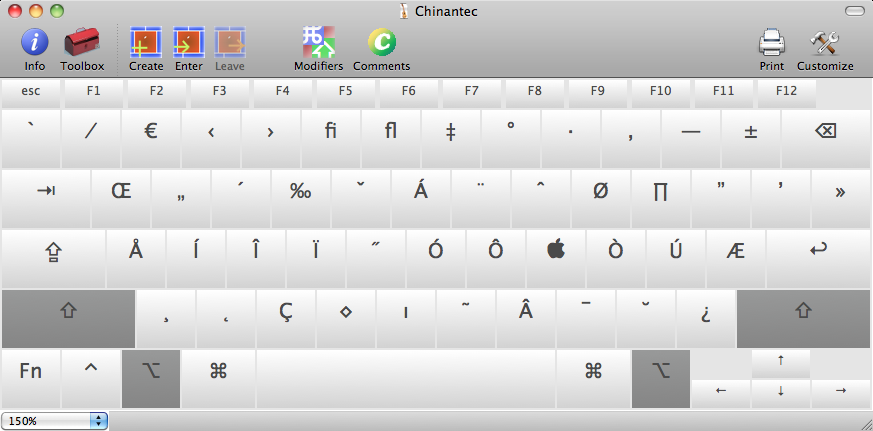 Chinantec
Info Toolbox Create Enter Leave Modifiers Comments Print Customize
esc F1 F2 F3 F4 F5 F6 F7 F8 F9 F10 F11 F12
` ⁄ € ‹ › ﬁ ﬂ ‡ ° · ‚ — ± ⌫
⇥ Œ „ ´ ‰ ˇ Á ¨ ˆ Ø ∏ ” ’ »
⇪ Å Í Î Ï ˝ Ó Ô  Ò Ú Æ ↩
⇧ ¸ ˛ Ç ◊ ı ˜ Â ¯ ˘ ¿ ⇧
Fn ^ ⌥ ⌘ ⌘ ⌥ ← ↑ ↓ →
150%